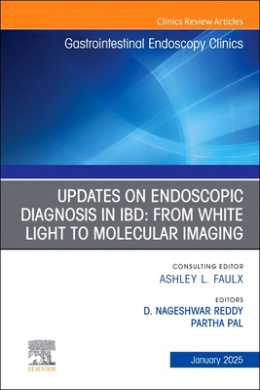 Clinics Review Articles
Gastrointestinal Endoscopy Clinics
UPDATES ON ENDOSCOPIC
DIAGNOSIS IN IBD: FROM WHITE
LIGHT TO MOLECULAR IMAGING
CONSULTING EDITOR
ASHLEY L. FAULX
EDITORS
D. NAGESHWAR REDDY
PARTHA PAL
ELSEVIER
January 2025